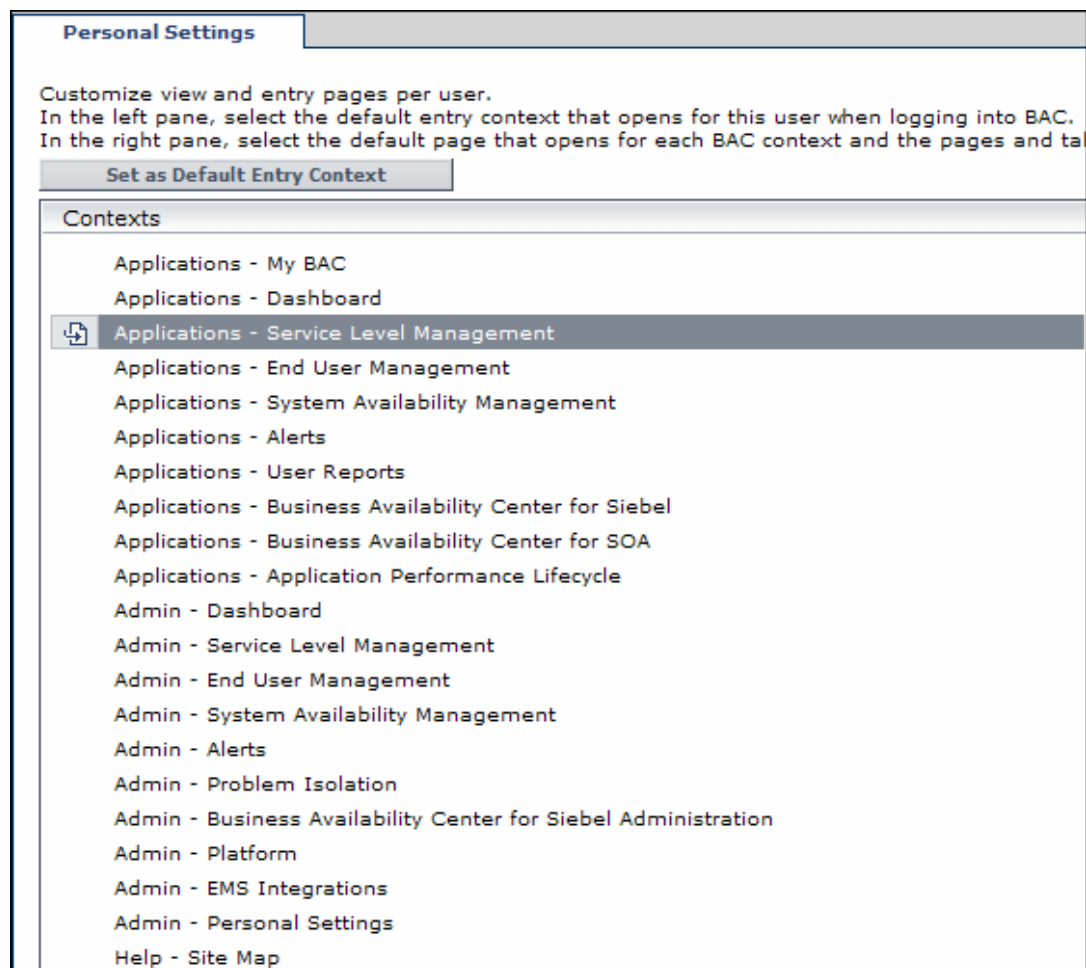 Personal Settings
Customize view and entry pages per user.
In the left pane, select the default entry context that opens for this user when logging into BAC.
In the right pane, select the default page that opens for each BAC context and the pages and
Set as Default Entry Context
Contexts
Applications - My BAC
Applications - Dashboard
Applications - Service Level Management
Applications - End User Management
Applications - System Availability Management
Applications - Alerts
Applications - User Reports
Applications - Business Availability Center for Siebel
Applications - Business Availability Center for SOA
Applications - Application Performance Lifecycle
Admin - Dashboard
Admin - Service Level Management
Admin - End User Management
Admin - System Availability Management
Admin - Alerts
Admin - Problem Isolation
Admin - Business Availability Center for Siebel Administration
Admin - Platform
Admin - EMS Integrations
Admin - Personal Settings
Help - Site Map